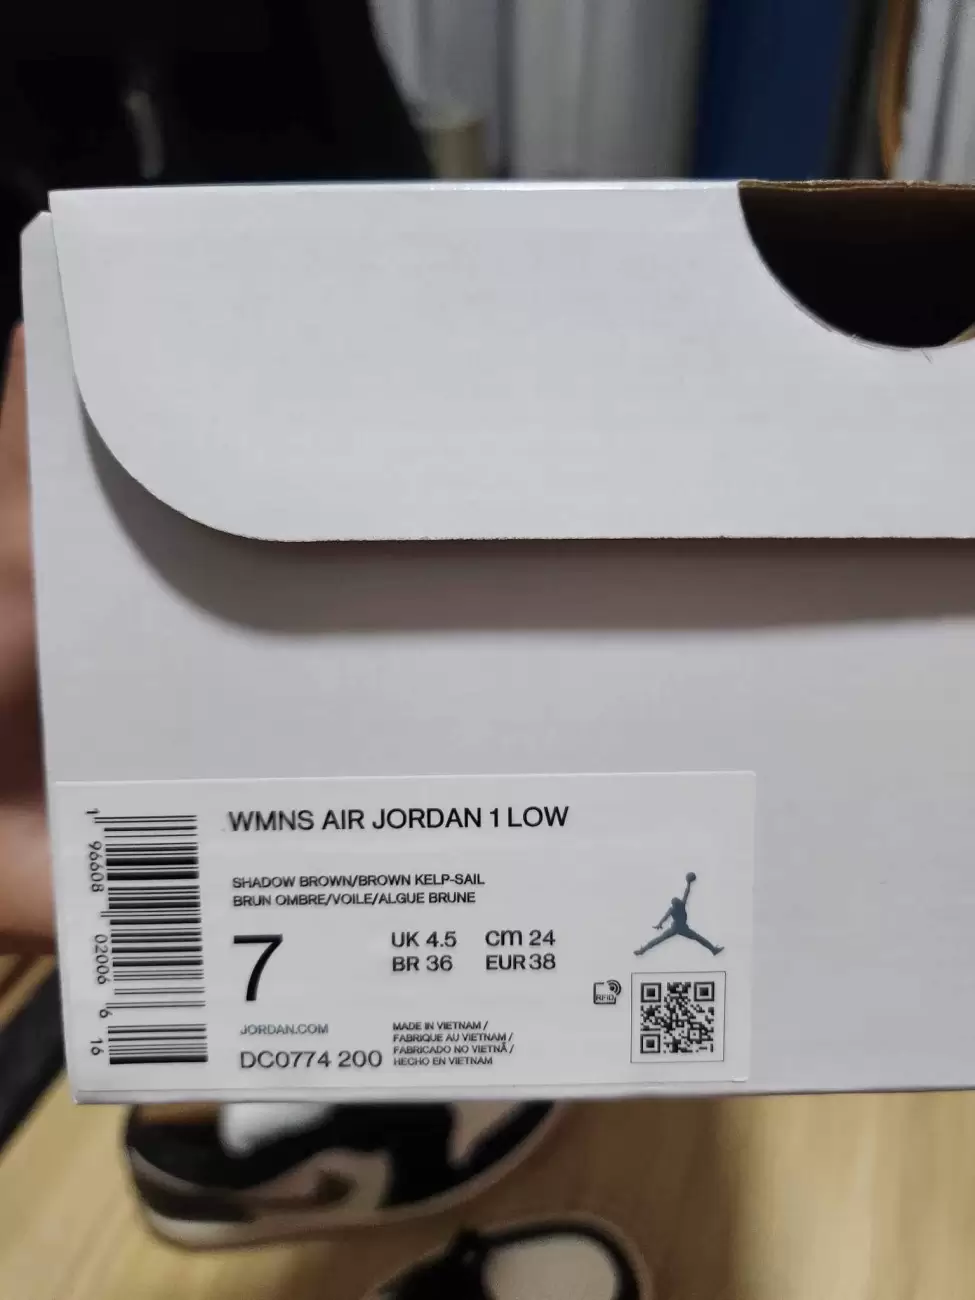 WMNS AIR JORDAN 1 LOW
SHADOW BROWN/BROWN KELP-SAIL
BRUN OMBRE/VOILE/ALGUE BRUNE
7
UK 4.5 cm 24
BR 36 EUR 38
RFID
JORDAN.COM
DC0774 200
MADE IN VIETNAM /
FABRIQUE AU VIETNAM /
FABRICADO NO VIETNÃ /
HECHO EN VIETNAM
1 96608 02006 6 16